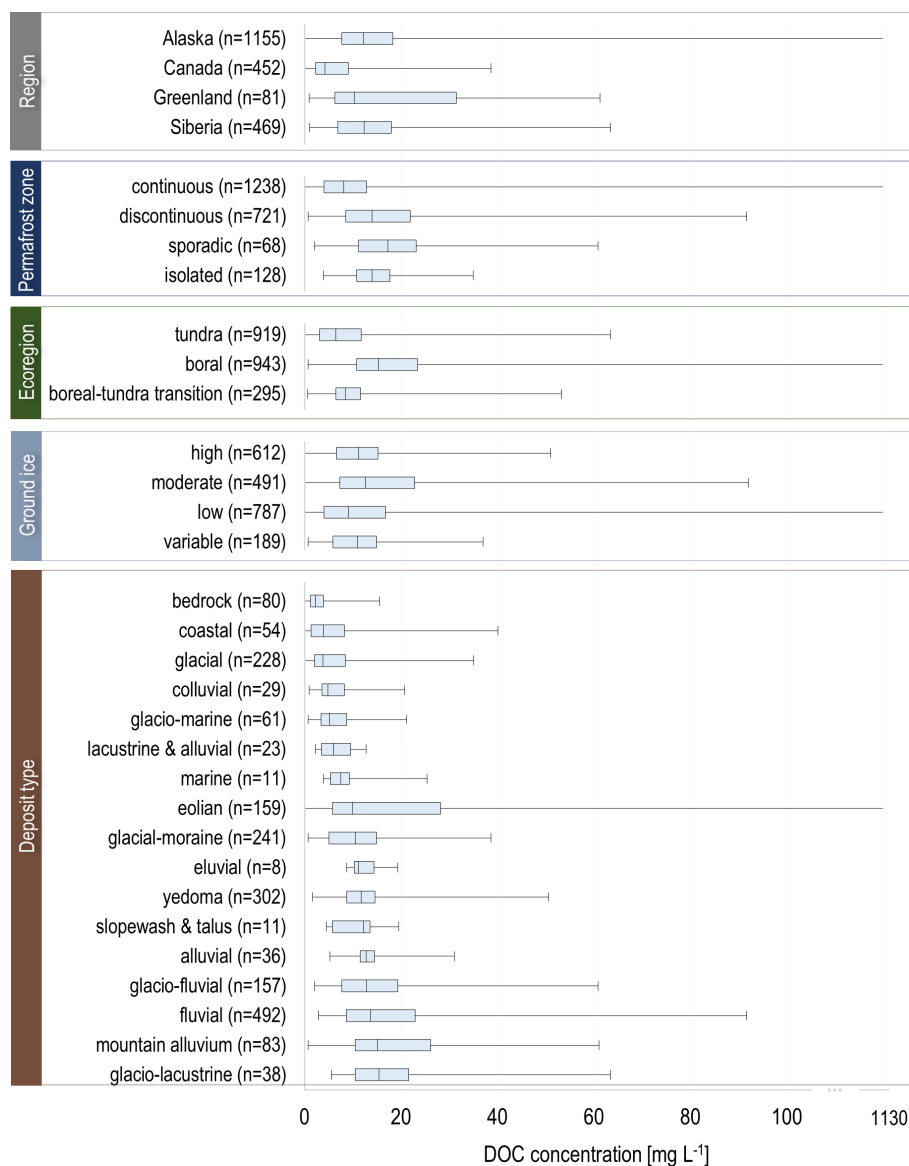 Region
Alaska (n=1155)
Canada (n=452)
Greenland (n=81)
Siberia (n=469)
Permafrost zone
continuous (n=1238)
discontinuous (n=721)
sporadic (n=68)
isolated (n=128)
Ecoregion
tundra (n=919)
boral (n=943)
boreal-tundra transition (n=295)
Ground ice
high (n=612)
moderate (n=491)
low (n=787)
variable (n=189)
Deposit type
bedrock (n=80)
coastal (n=54)
glacial (n=228)
colluvial (n=29)
glacio-marine (n=61)
lacustrine & alluvial (n=23)
marine (n=11)
eolian (n=159)
glacial-moraine (n=241)
eluvial (n=8)
yedoma (n=302)
slopewash & talus (n=11)
alluvial (n=36)
glacio-fluvial (n=157)
fluvial (n=492)
mountain alluvium (n=83)
glacio-lacustrine (n=38)
0 20 40 60 80 100 1130
DOC concentration [mg L⁻¹]